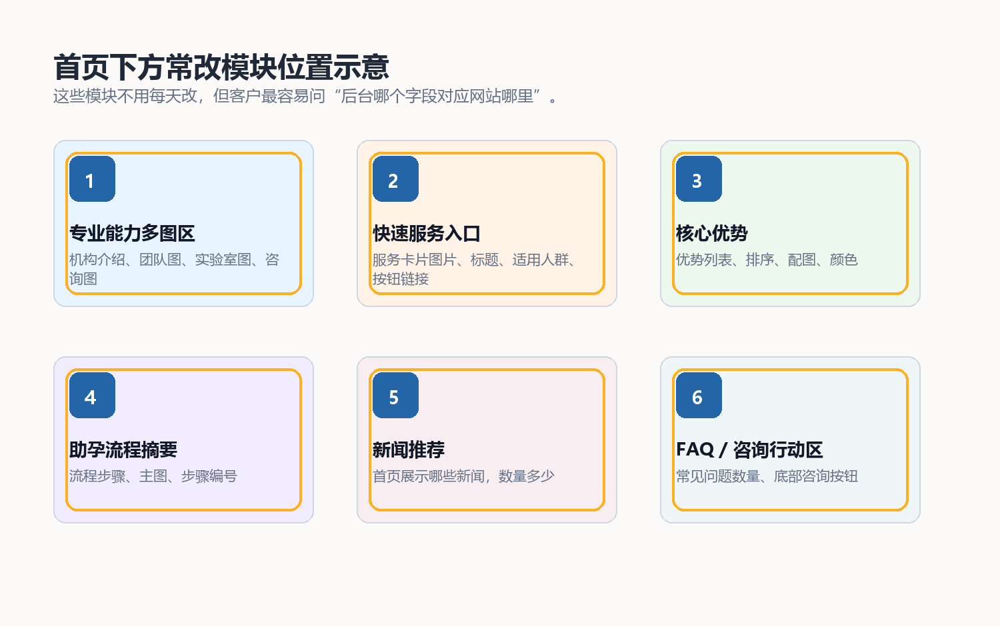 首页下方常改模块位置示意
这些模块不用每天改，但客户最容易问“后台哪个字段对应网站哪里”。
1
专业能力多图区
机构介绍、团队图、实验室图、咨
询图
2
快速服务入口
服务卡片图片、标题、适用人群、
按钮链接
3
核心优势
优势列表、排序、配图、颜色
4
助孕流程摘要
流程步骤、主图、步骤编号
5
新闻推荐
首页展示哪些新闻，数量多少
6
FAQ / 咨询行动区
常见问题数量、底部咨询按钮